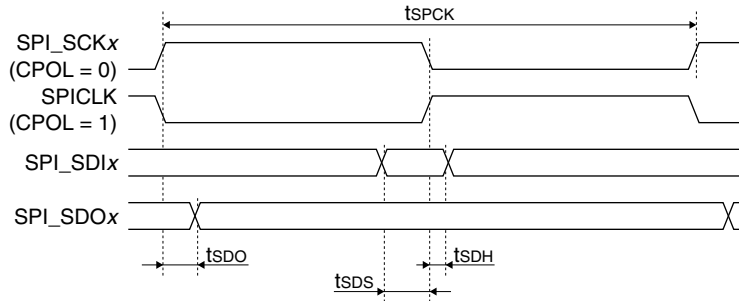 tSPCK
SPI_SCKx
(CPOL = 0)
SPICLK
(CPOL = 1)
SPI_SDIx
SPI_SDOx
tSDO
tSDH
tSDS